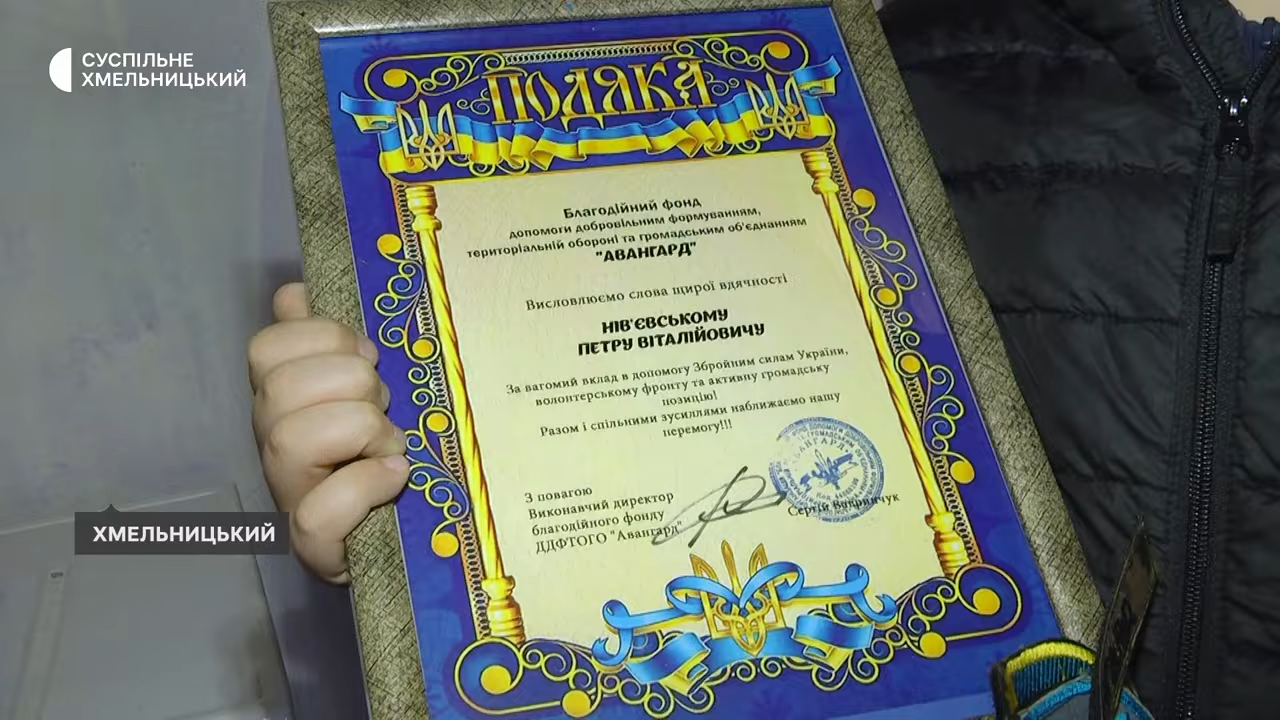 СУСПІЛЬНЕ
ХМЕЛЬНИЦЬКИЙ
ПОДЯКА
Благодійний фонд
допомоги добровільним формуванням,
територіальній обороні та громадським об'єднанням
"АВАНГАРД"
Висловлюємо слова щирої вдячності
НІВ'ЄВСЬКОМУ
ПЕТРУ ВІТАЛІЙОВИЧУ
За вагомий вклад в допомогу Збройним силам України,
волонтерському фронту та активну громадську
позицію!
Разом і спільними зусиллями наближаємо нашу
перемогу!!!
З повагою
Виконавчий директор
благодійного фонду
ДДФТОГО "Авангард"
Сергій
ХМЕЛЬНИЦЬКИЙ